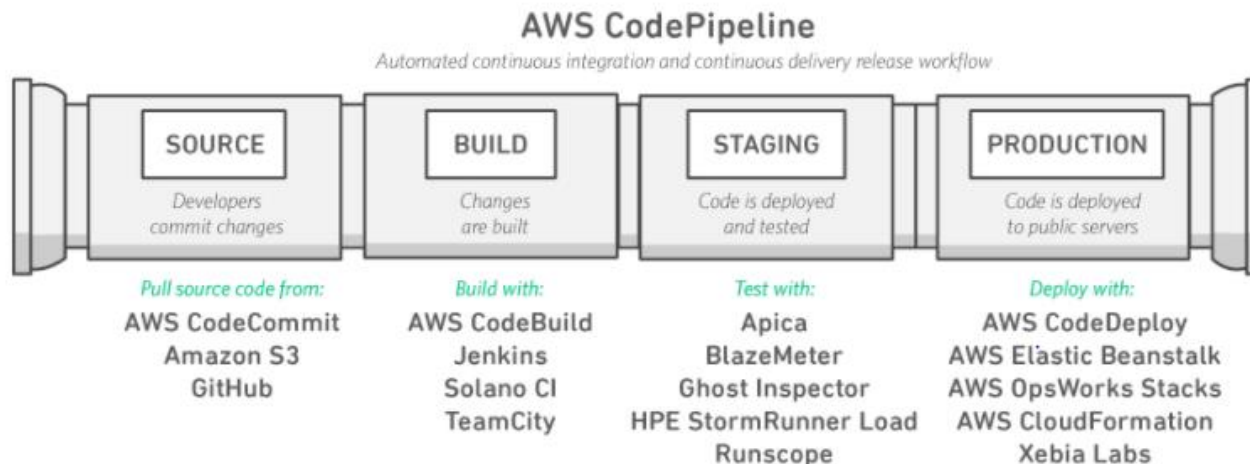 AWS CodePipeline
Automated continuous integration and continuous delivery release workflow
SOURCE
Developers
commit changes
BUILD
Changes
are built
STAGING
Code is deployed
and tested
PRODUCTION
Code is deployed
to public servers
Pull source code from:
AWS CodeCommit
Amazon S3
GitHub
Build with:
AWS CodeBuild
Jenkins
Solano CI
TeamCity
Test with:
Apica
BlazeMeter
Ghost Inspector
HPE StormRunner Load
Runscope
Deploy with:
AWS CodeDeploy
AWS Elastic Beanstalk
AWS OpsWorks Stacks
AWS CloudFormation
Xebia Labs